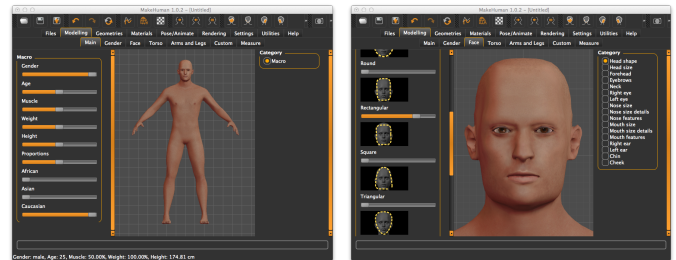 MakeHuman 1.0.2 - [Untitled]
Files Modelling Geometries Materials Pose/Animate Rendering Settings Utilities Help
Main Gender Face Torso Arms and Legs Custom Measure
Macro
Gender
Age
Muscle
Weight
Height
Proportions
African
Asian
Caucasian
Category
Macro
Gender: male, Age: 25, Muscle: 50.00%, Weight: 100.00%, Height: 174.81 cm
MakeHuman 1.0.2 - [Untitled]
Files Modelling Geometries Materials Pose/Animate Rendering Settings Utilities Help
Main Gender Face Torso Arms and Legs Custom Measure
Round
Rectangular
Square
Triangular
Category
Head shape
Head size
Forehead
Eyebrows
Neck
Right eye
Left eye
Nose size
Nose size details
Nose features
Mouth size
Mouth size details
Mouth features
Right ear
Left ear
Chin
Cheek